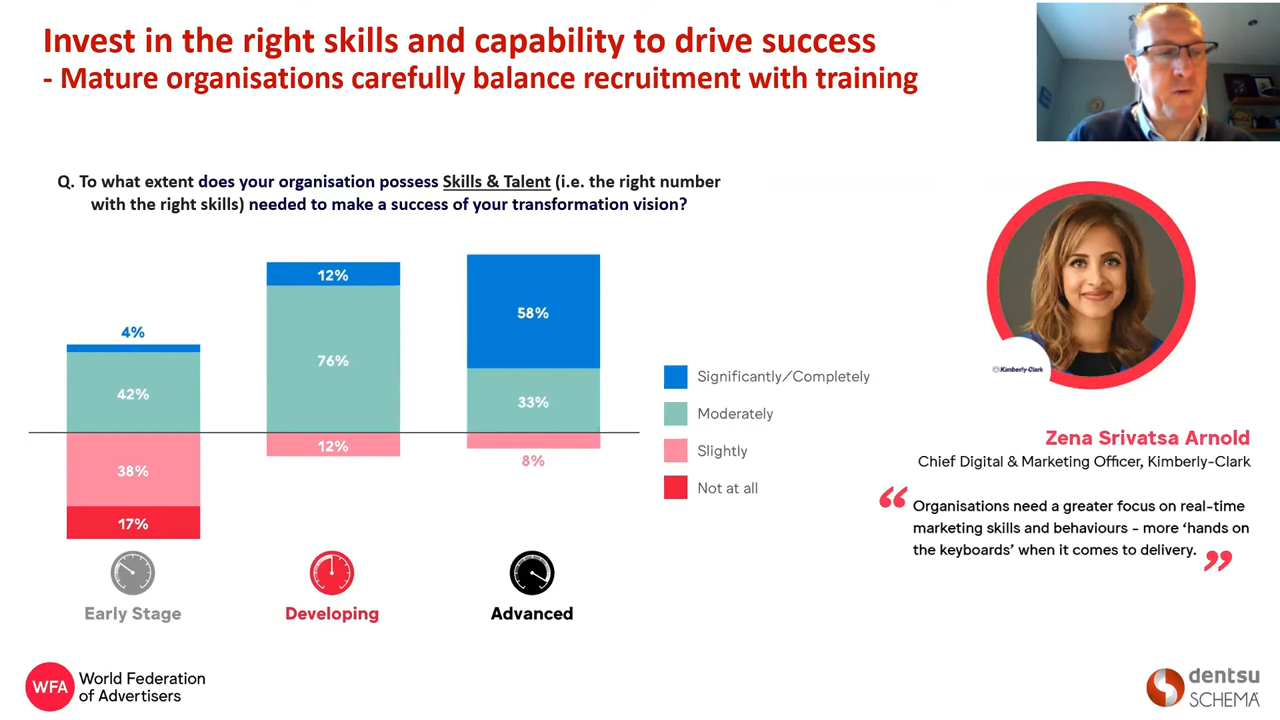 Invest in the right skills and capability to drive success
- Mature organisations carefully balance recruitment with training
Q. To what extent does your organisation possess Skills & Talent (i.e. the right number
with the right skills) needed to make a success of your transformation vision?
4%
42%
38%
17%
12%
76%
12%
58%
33%
8%
Significantly/Completely
Moderately
Slightly
Not at all
Early Stage
Developing
Advanced
Kimberly-Clark
Zena Srivatsa Arnold
Chief Digital & Marketing Officer, Kimberly-Clark
“ Organisations need a greater focus on real-time
marketing skills and behaviours - more ‘hands on
the keyboards’ when it comes to delivery. ”
WFA
World Federation
of Advertisers
dentsu
SCHEMA